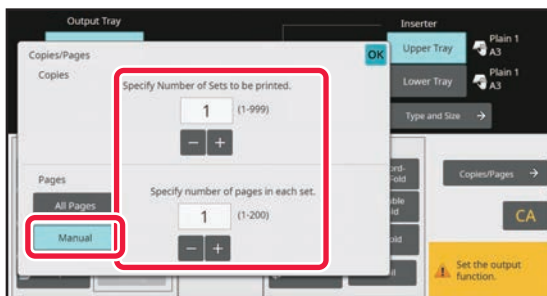 Output Tray
Inserter
Upper Tray
Plain 1
A3
Lower Tray
Plain 1
A3
Type and Size
Copies/Pages
OK
Copies
Specify Number of Sets to be printed.
1 (1-999)
− +
Pages
All Pages
Manual
Specify number of pages in each set.
1 (1-200)
− +
Copies/Pages
CA
Set the output
function.